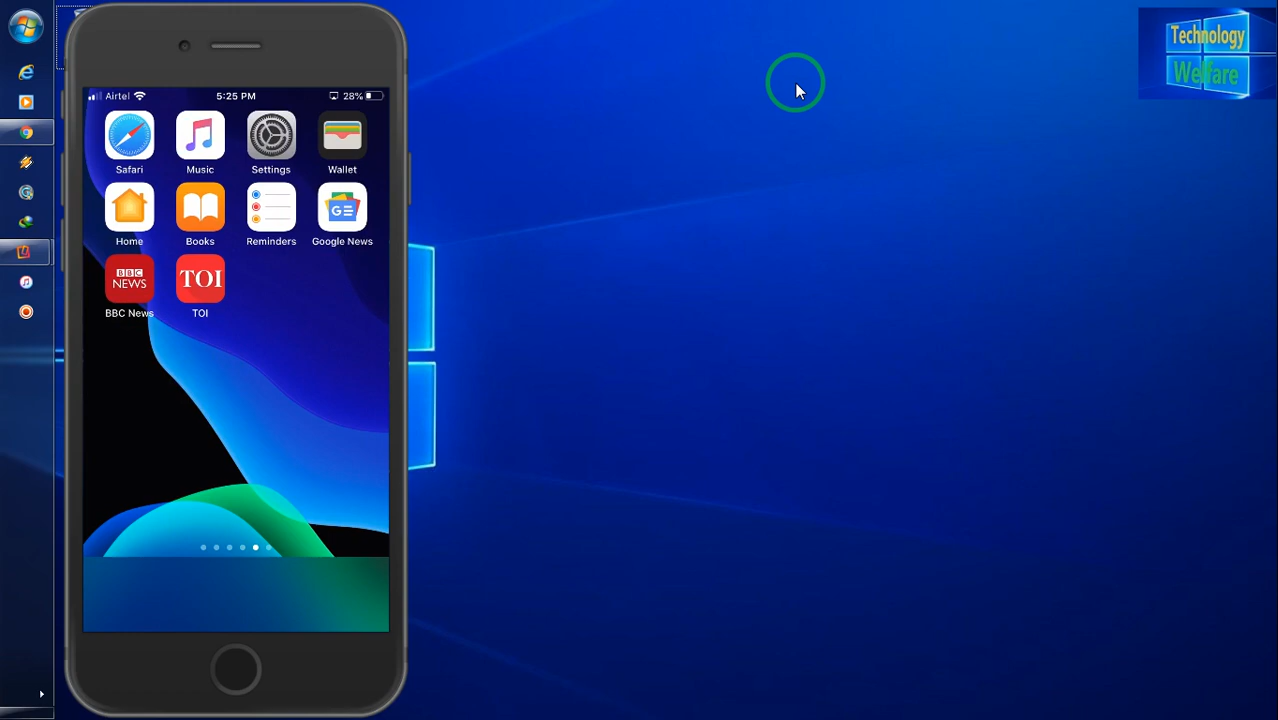 Technology
Welfare
Airtel 5:25 PM 28%
Safari Music Settings Wallet
Home Books Reminders Google News
BBC NEWS TOI
BBC News TOI